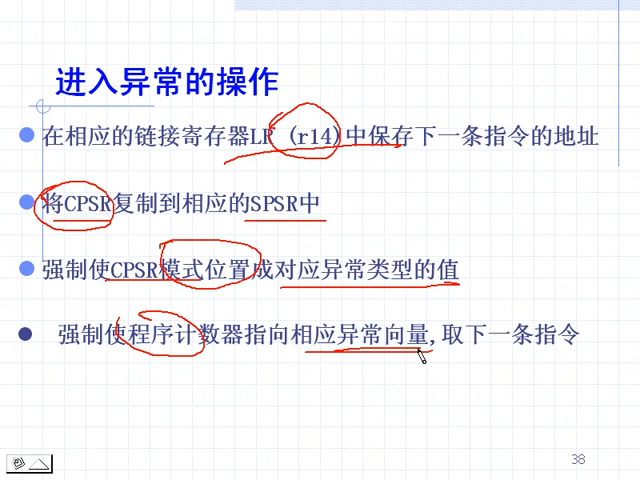 进入异常的操作
在相应的链接寄存器LR (r14)中保存下一条指令的地址
将CPSR复制到相应的SPSR中
强制使CPSR模式位置成对应异常类型的值
强制使程序计数器指向相应异常向量,取下一条指令
38